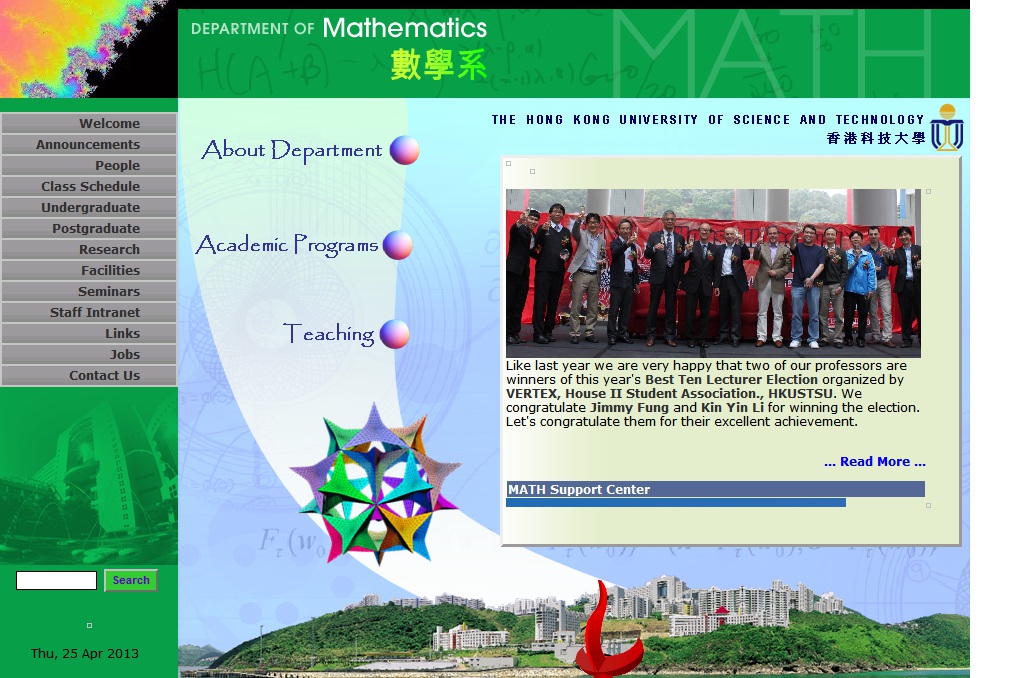 DEPARTMENT OF Mathematics
數學系
MATH
THE HONG KONG UNIVERSITY OF SCIENCE AND TECHNOLOGY
香港科技大學
Welcome
Announcements
People
Class Schedule
Undergraduate
Postgraduate
Research
Facilities
Seminars
Staff Intranet
Links
Jobs
Contact Us
Search
Thu, 25 Apr 2013
About Department
Academic Programs
Teaching
Like last year we are very happy that two of our professors are
winners of this year's Best Ten Lecturer Election organized by
VERTEX, House II Student Association., HKUSTSU. We
congratulate Jimmy Fung and Kin Yin Li for winning the election.
Let's congratulate them for their excellent achievement.
... Read More ...
MATH Support Center